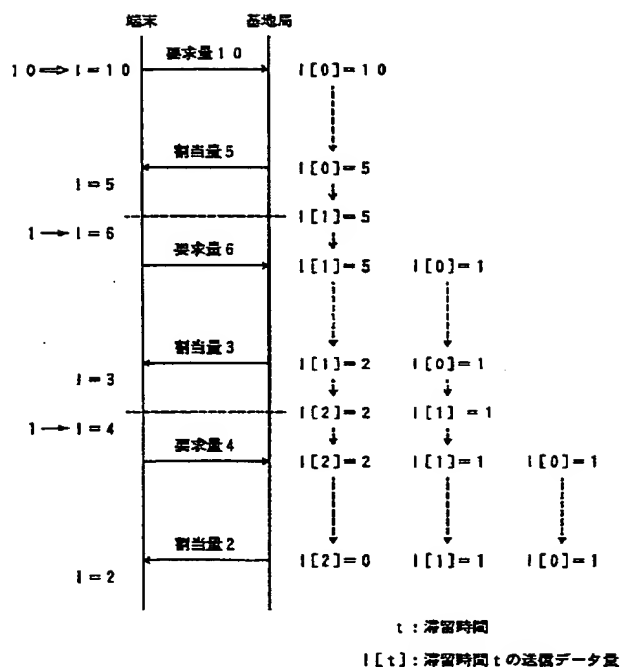 端末 基地局
10⇒l=10 要求量10 l[0]=10
割当量5 l[0]=5
l=5
l[1]=5
1→l=6
要求量6 l[1]=5 l[0]=1
割当量3 l[1]=2 l[0]=1
l=3
l[2]=2 l[1]=1
1→l=4
要求量4 l[2]=2 l[1]=1 l[0]=1
割当量2 l[2]=0 l[1]=1 l[0]=1
l=2
t:滞留時間
l[t]:滞留時間tの送信データ量